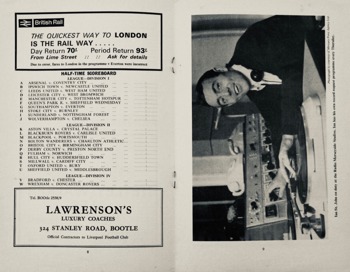 British Rail
THE QUICKEST WAY TO LONDON
IS THE RAIL WAY .....
Day Return 70/- Period Return 93/-
From Lime Street Ask for details
HALF-TIME SCOREBOARD
LEAGUE—DIVISION I
A ARSENAL v. COVENTRY CITY
B IPSWICH TOWN v. NEWCASTLE UNITED
C LEEDS UNITED v. WEST HAM UNITED
D LEICESTER CITY v. WEST BROMWICH
E MANCHESTER CITY v. TOTTENHAM HOTSPUR
F QUEEN'S PARK R. v. SHEFFIELD WEDNESDAY
G SOUTHAMPTON v. EVERTON
H STOKE CITY v. BURNLEY
I SUNDERLAND v. NOTTINGHAM FOREST
J WOLVERHAMPTON v. CHELSEA
LEAGUE—DIVISION II
K ASTON VILLA v. CRYSTAL PALACE
L BLACKBURN ROVERS v. CARLISLE UNITED
M BLACKPOOL v. PORTSMOUTH
N BOLTON WANDERERS v. CHARLTON ATHLETIC
O BRISTOL CITY v. BIRMINGHAM CITY
P DERBY COUNTY v. PRESTON NORTH END
Q FULHAM v. NORWICH
R HULL CITY v. HUDDERSFIELD TOWN
S MILLWALL v. CARDIFF CITY
T OXFORD UNITED v. BURY
U SHEFFIELD UNITED v. MIDDLESBROUGH
LEAGUE—DIVISION IV
V BRADFORD v. CHESTER
W WREXHAM v. DONCASTER ROVERS
LAWRENSON'S
LUXURY COACHES
324 STANLEY ROAD, BOOTLE
Official Contractors to Liverpool Football Club
8